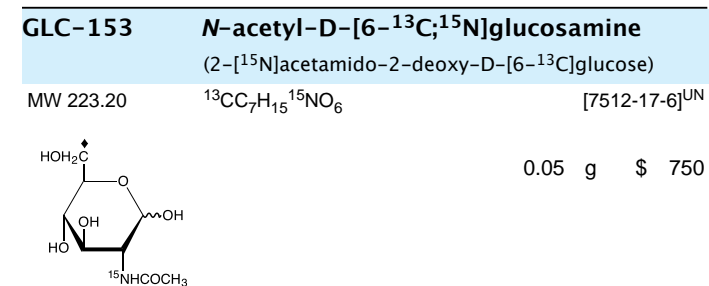 GLC-153 N-acetyl-D-[6-¹³C;¹⁵N]glucosamine
(2-[¹⁵N]acetamido-2-deoxy-D-[6-¹³C]glucose)
MW 223.20 ¹³CC₇H₁₅¹⁵NO₆ [7512-17-6]ᵁᴺ
0.05 g $ 750
HOH₂C
O
OH
OH
HO
¹⁵NHCOCH₃